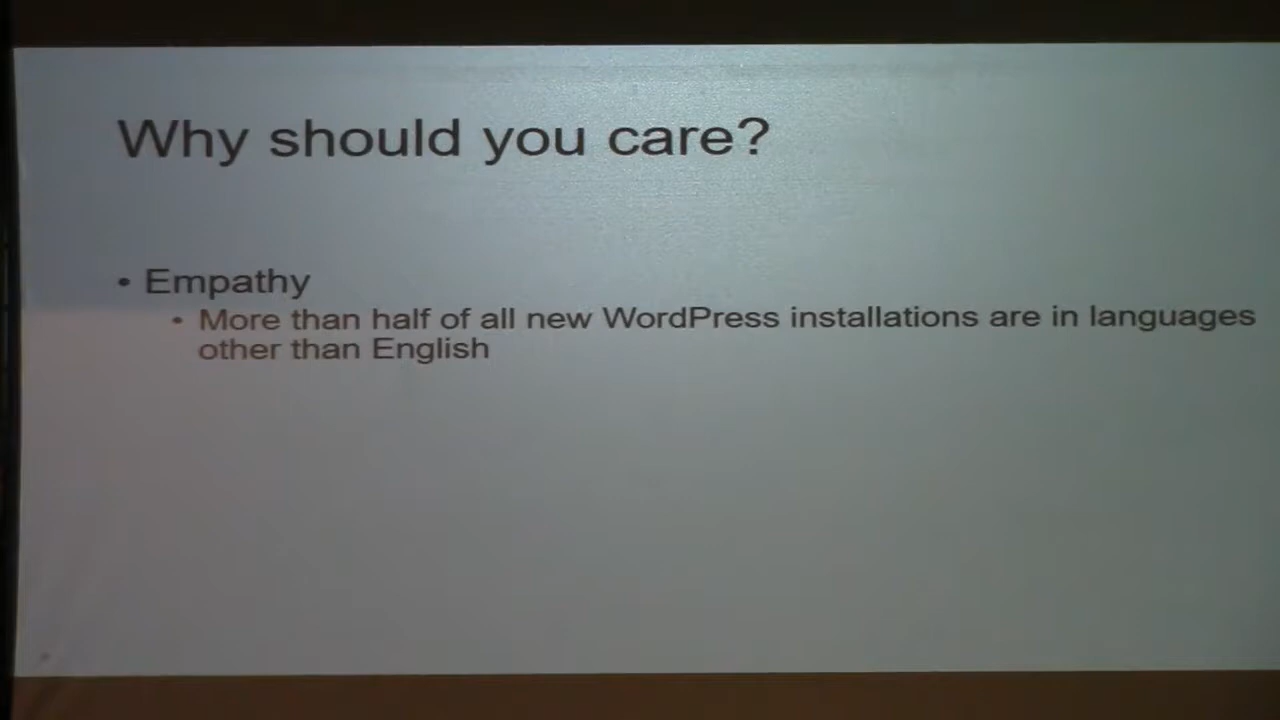 Why should you care?
• Empathy
• More than half of all new WordPress installations are in languages
other than English